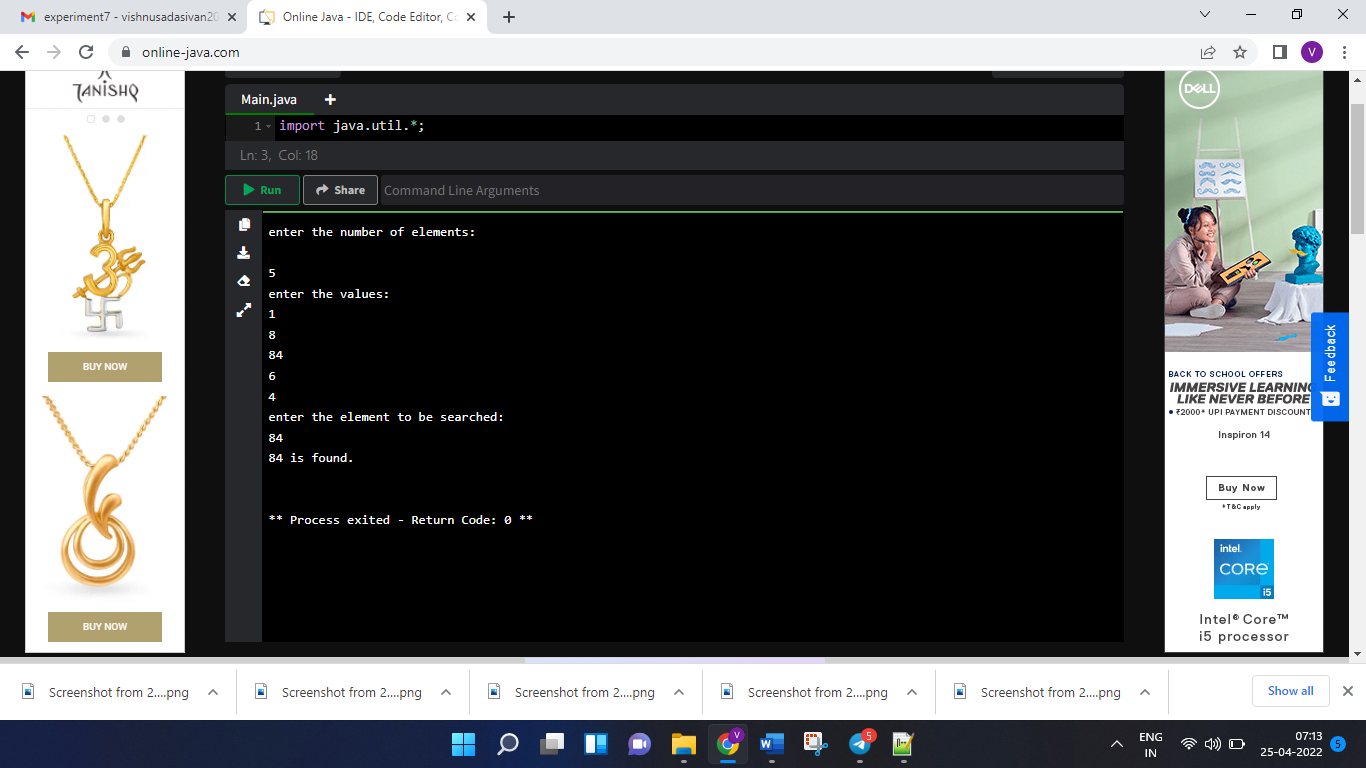 experiment7 - vishnusadasivan20
Online Java - IDE, Code Editor, Co
online-java.com
V
TANISHQ
BUY NOW
BUY NOW
Main.java
1
import java.util.*;
Ln: 3, Col: 18
Run
Share
Command Line Arguments
enter the number of elements:
5
enter the values:
1
8
84
6
4
enter the element to be searched:
84
84 is found.
** Process exited - Return Code: 0 **
DELL
Feedback
BACK TO SCHOOL OFFERS
IMMERSIVE LEARNING
LIKE NEVER BEFORE
• ₹2000* UPI PAYMENT DISCOUNT
Inspiron 14
Buy Now
*T&C apply
intel.
CORE
i5
Intel® Core™
i5 processor
Screenshot from 2....png
Screenshot from 2....png
Screenshot from 2....png
Screenshot from 2....png
Screenshot from 2....png
Show all
V
5
ENG
IN
07:13
25-04-2022
5